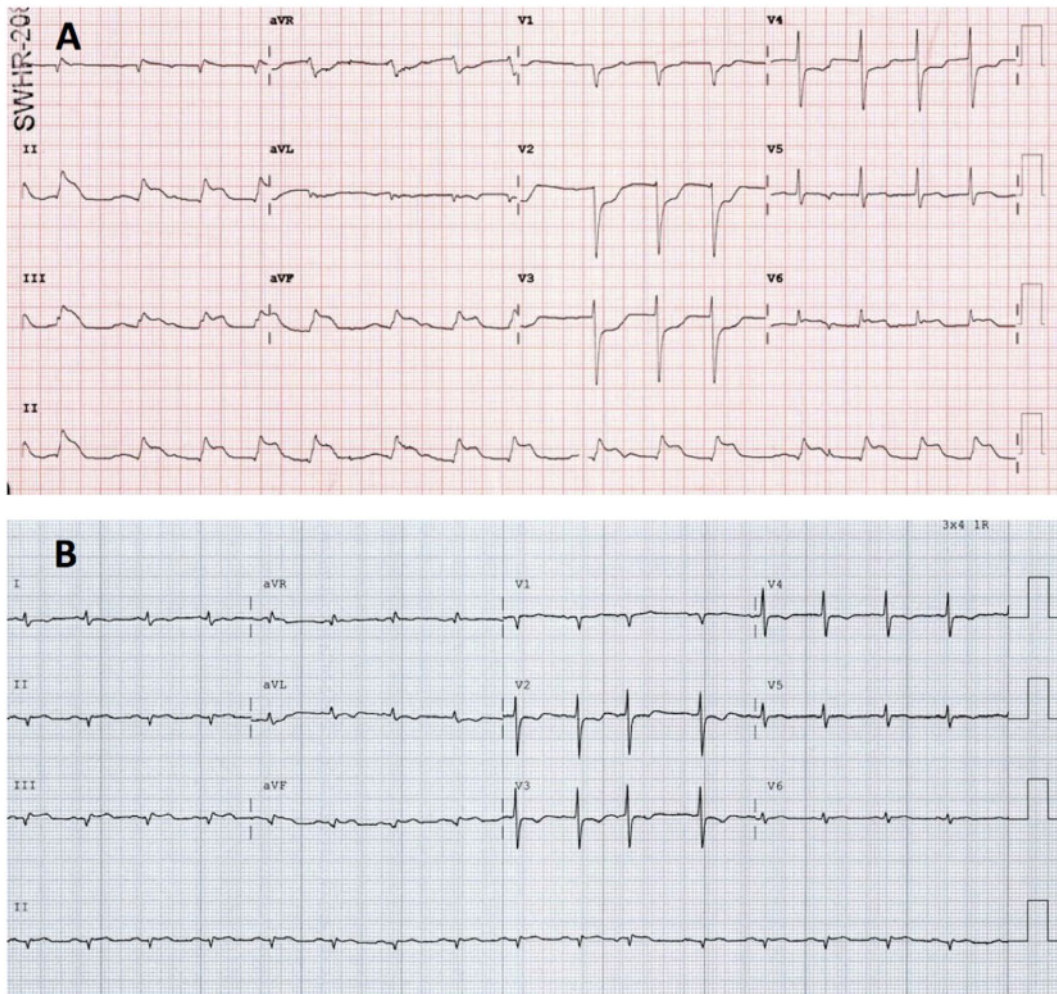 SWHR-208
A
aVR V1 V4
II aVL V2 V5
III aVF V3 V6
II
B
3x4 1R
I aVR V1 V4
II aVL V2 V5
III aVF V3 V6
II